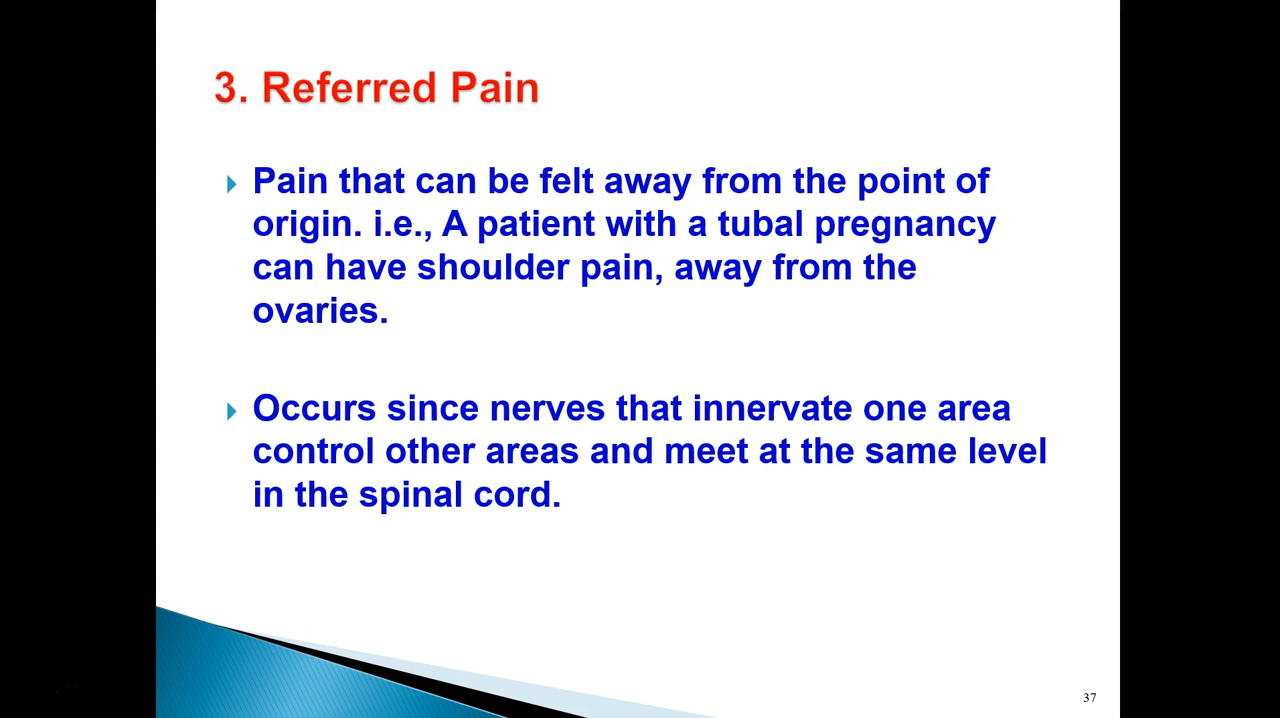 3. Referred Pain
Pain that can be felt away from the point of
origin. i.e., A patient with a tubal pregnancy
can have shoulder pain, away from the
ovaries.
Occurs since nerves that innervate one area
control other areas and meet at the same level
in the spinal cord.
37